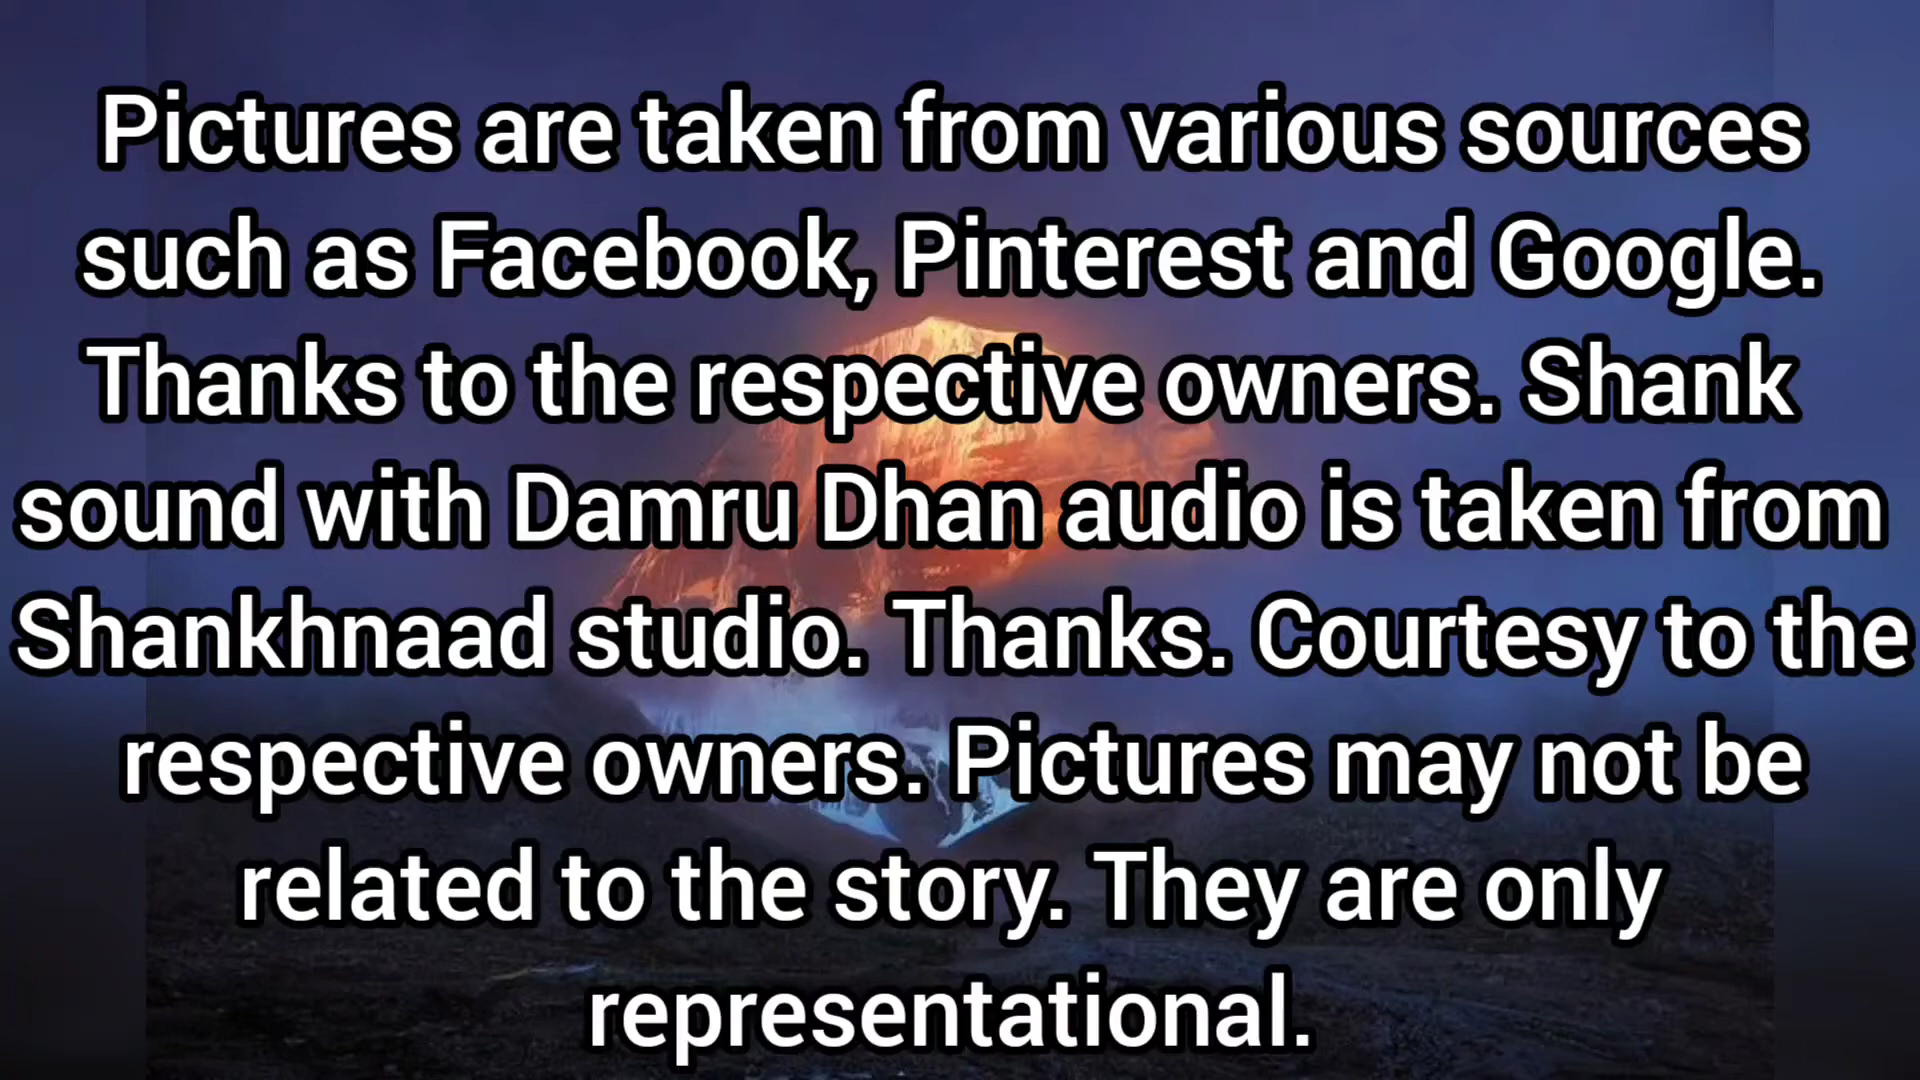 Pictures are taken from various sources
such as Facebook, Pinterest and Google.
Thanks to the respective owners. Shank
sound with Damru Dhan audio is taken from
Shankhnaad studio. Thanks. Courtesy to the
respective owners. Pictures may not be
related to the story. They are only
representational.